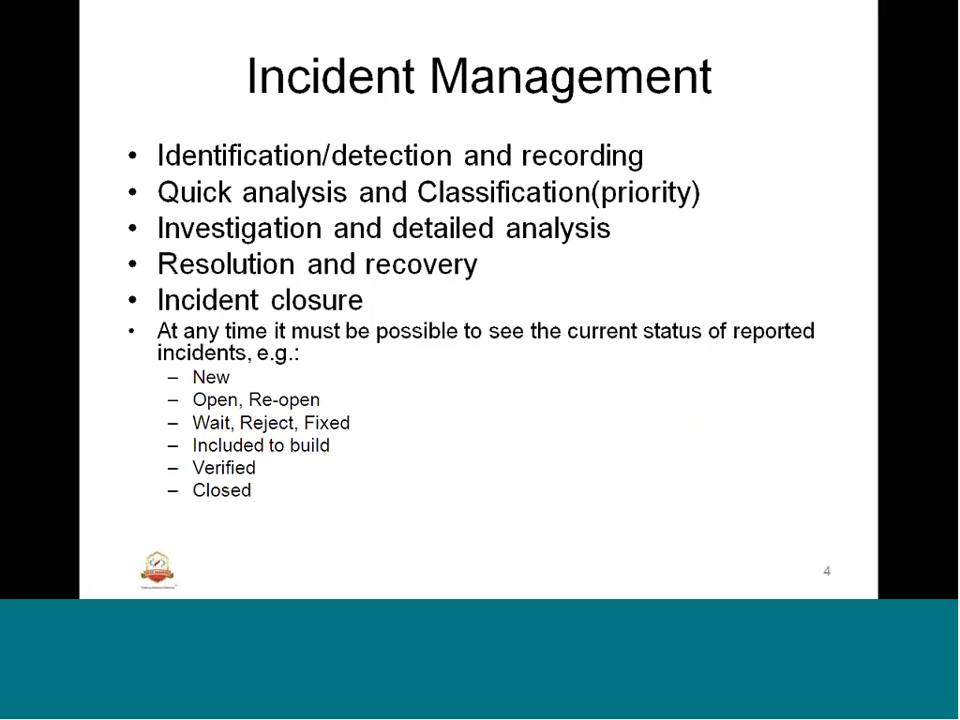 Incident Management
• Identification/detection and recording
• Quick analysis and Classification(priority)
• Investigation and detailed analysis
• Resolution and recovery
• Incident closure
• At any time it must be possible to see the current status of reported
incidents, e.g.:
– New
– Open, Re-open
– Wait, Reject, Fixed
– Included to build
– Verified
– Closed
4